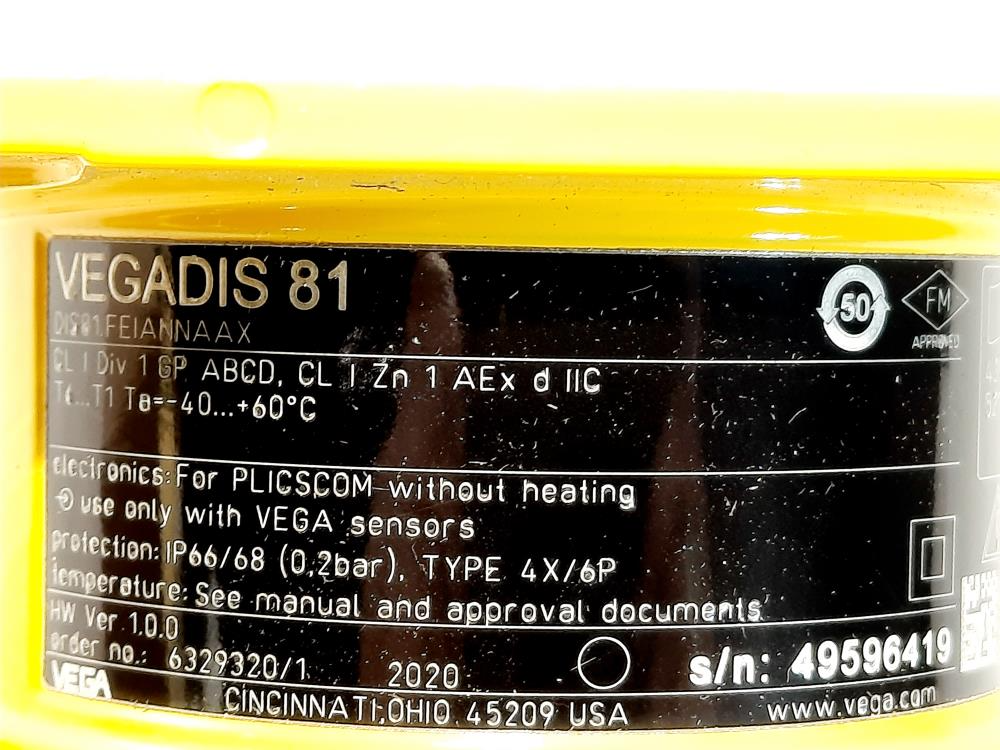 VEGADIS 81
DIS81.FEIANNAAX
50
FM
APPROVED
CL I Div 1 GP ABCD, CL I Zn 1 AEx d IIC
T6...T1 Ta=-40...+60°C
electronics: For PLICSCOM without heating
use only with VEGA sensors
protection: IP66/68 (0,2bar), TYPE 4X/6P
temperature: See manual and approval documents
HW Ver 1.0.0
order no.: 6329320/1 2020 s/n: 49596419
VEGA CINCINNATI,OHIO 45209 USA www.vega.com